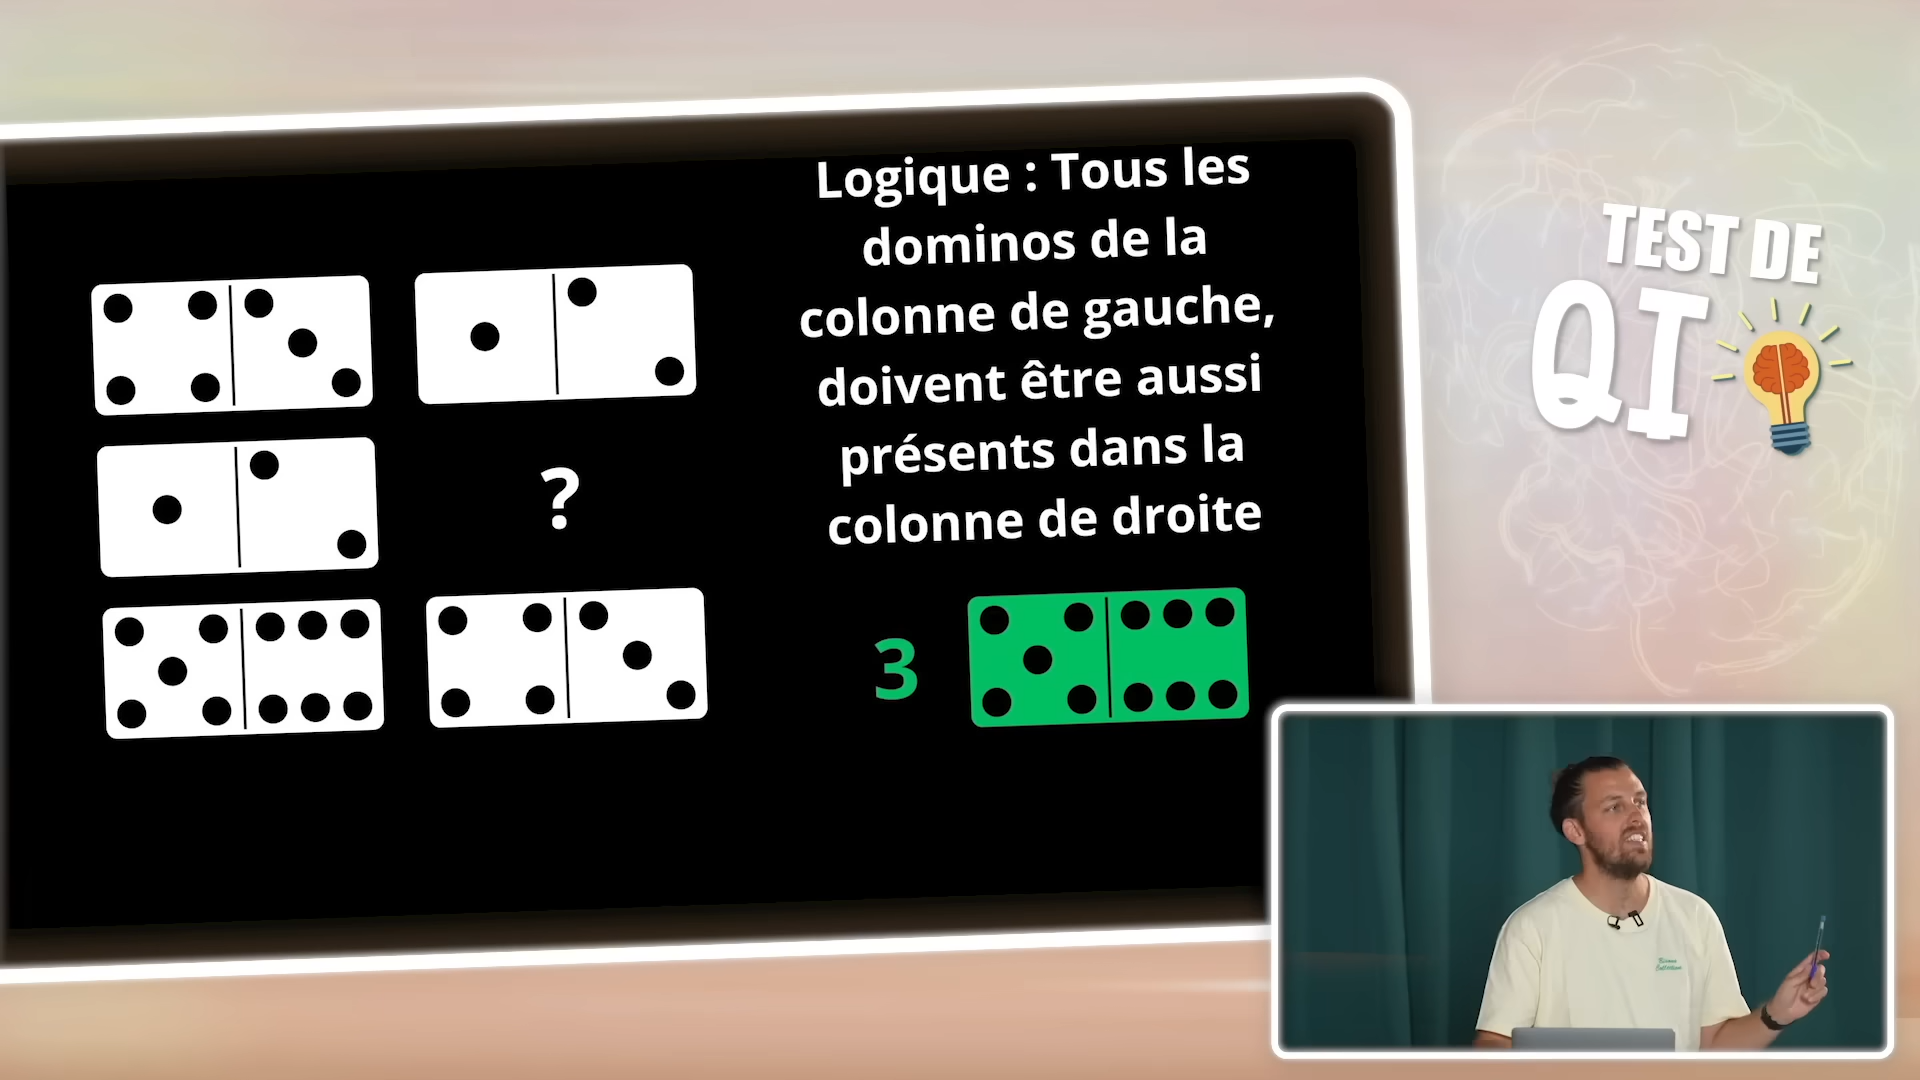 Logique : Tous les
dominos de la
colonne de gauche,
doivent être aussi
présents dans la
colonne de droite
?
3
TEST DE
QI